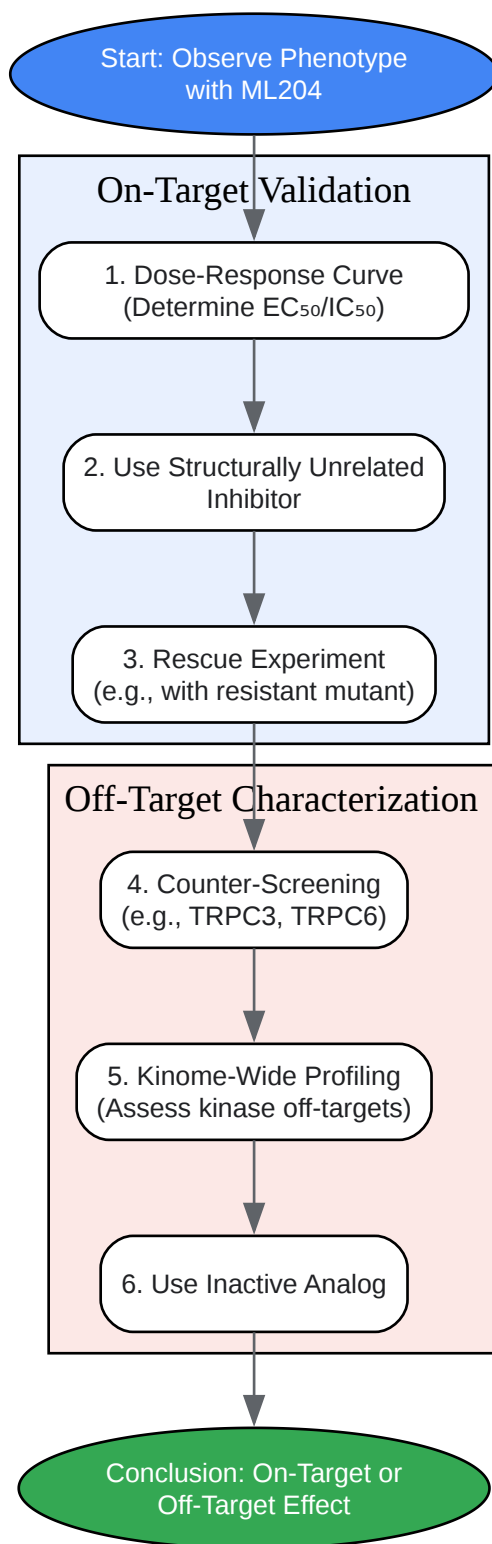 Start: Observe Phenotype
with ML204
On-Target Validation
1. Dose-Response Curve
(Determine EC₅₀/IC₅₀)
2. Use Structurally Unrelated
Inhibitor
3. Rescue Experiment
(e.g., with resistant mutant)
Off-Target Characterization
4. Counter-Screening
(e.g., TRPC3, TRPC6)
5. Kinome-Wide Profiling
(Assess kinase off-targets)
6. Use Inactive Analog
Conclusion: On-Target or
Off-Target Effect